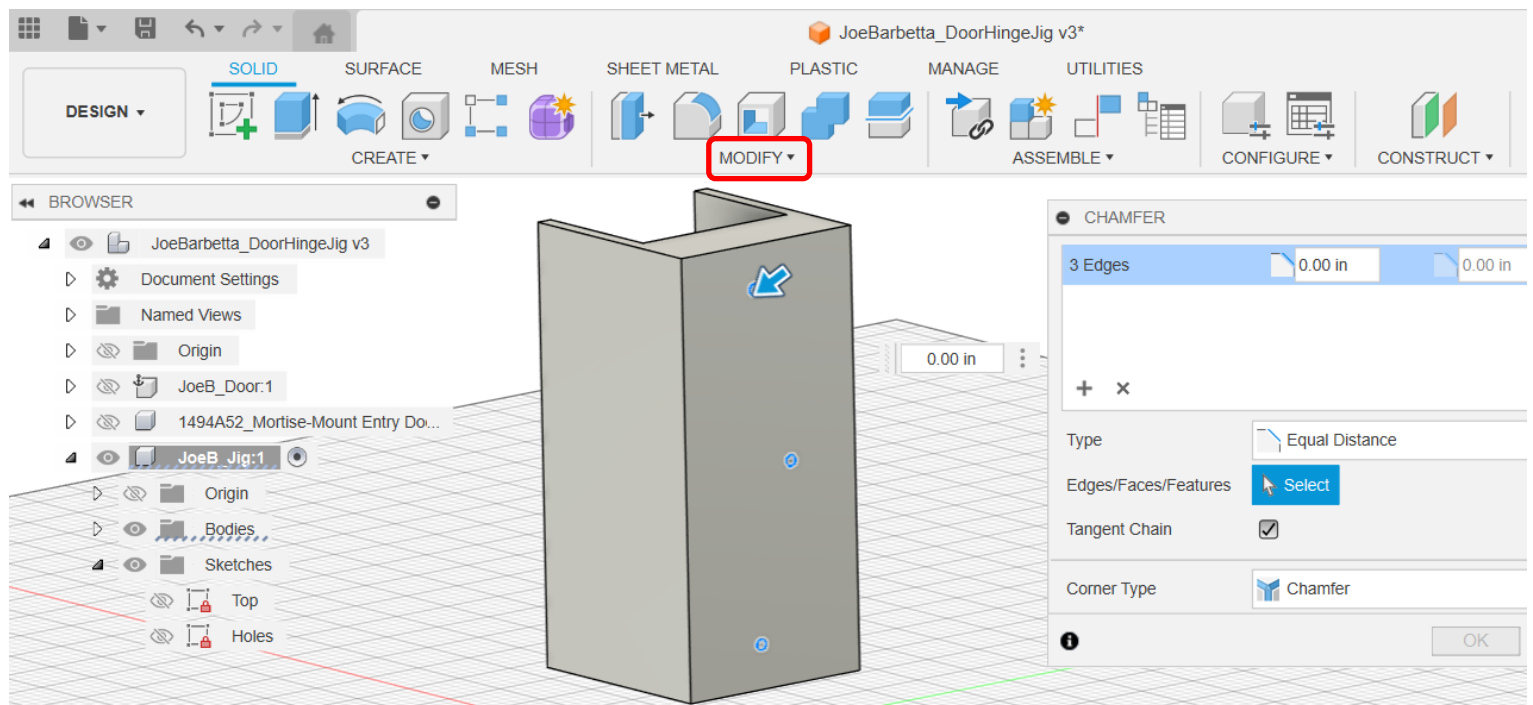 JoeBarbetta_DoorHingeJig v3*
SOLID SURFACE MESH SHEET METAL PLASTIC MANAGE UTILITIES
DESIGN
CREATE MODIFY ASSEMBLE CONFIGURE CONSTRUCT
BROWSER
JoeBarbetta_DoorHingeJig v3
Document Settings
Named Views
Origin
JoeB_Door:1
1494A52_Mortise-Mount Entry Do...
JoeB_Jig:1
Origin
Bodies
Sketches
Top
Holes
0.00 in
CHAMFER
3 Edges 0.00 in 0.00 in
Type Equal Distance
Edges/Faces/Features Select
Tangent Chain
Corner Type Chamfer
OK